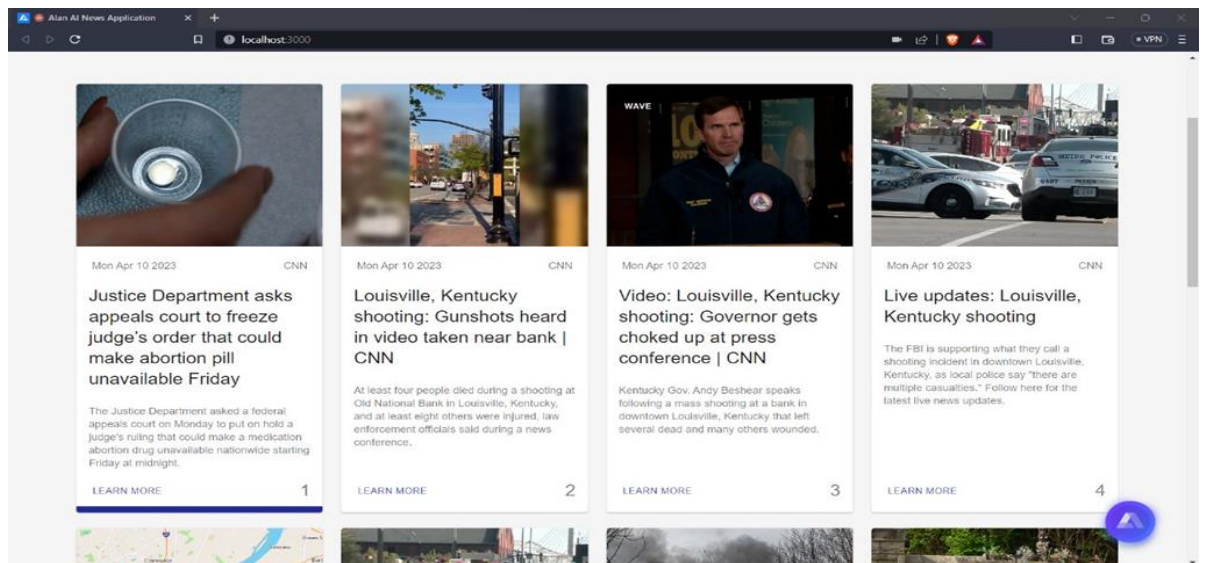 Alan AI News Application
localhost:3000
VPN
WAVE
Mon Apr 10 2023 CNN
Justice Department asks
appeals court to freeze
judge's order that could
make abortion pill
unavailable Friday
The Justice Department asked a federal
appeals court on Monday to put on hold a
judge's ruling that could make a medication
abortion drug unavailable nationwide starting
Friday at midnight.
LEARN MORE 1
Mon Apr 10 2023 CNN
Louisville, Kentucky
shooting: Gunshots heard
in video taken near bank |
CNN
At least four people died during a shooting at
Old National Bank in Louisville, Kentucky,
and at least eight others were injured, law
enforcement officials said during a news
conference.
LEARN MORE 2
Mon Apr 10 2023 CNN
Video: Louisville, Kentucky
shooting: Governor gets
choked up at press
conference | CNN
Kentucky Gov. Andy Beshear speaks
following a mass shooting at a bank in
downtown Louisville, Kentucky that left
several dead and many others wounded.
LEARN MORE 3
METRO POLICE
Mon Apr 10 2023 CNN
Live updates: Louisville,
Kentucky shooting
The FBI is supporting what they call a
shooting incident in downtown Louisville,
Kentucky, as local police say "there are
multiple casualties." Follow here for the
latest live news updates.
LEARN MORE 4